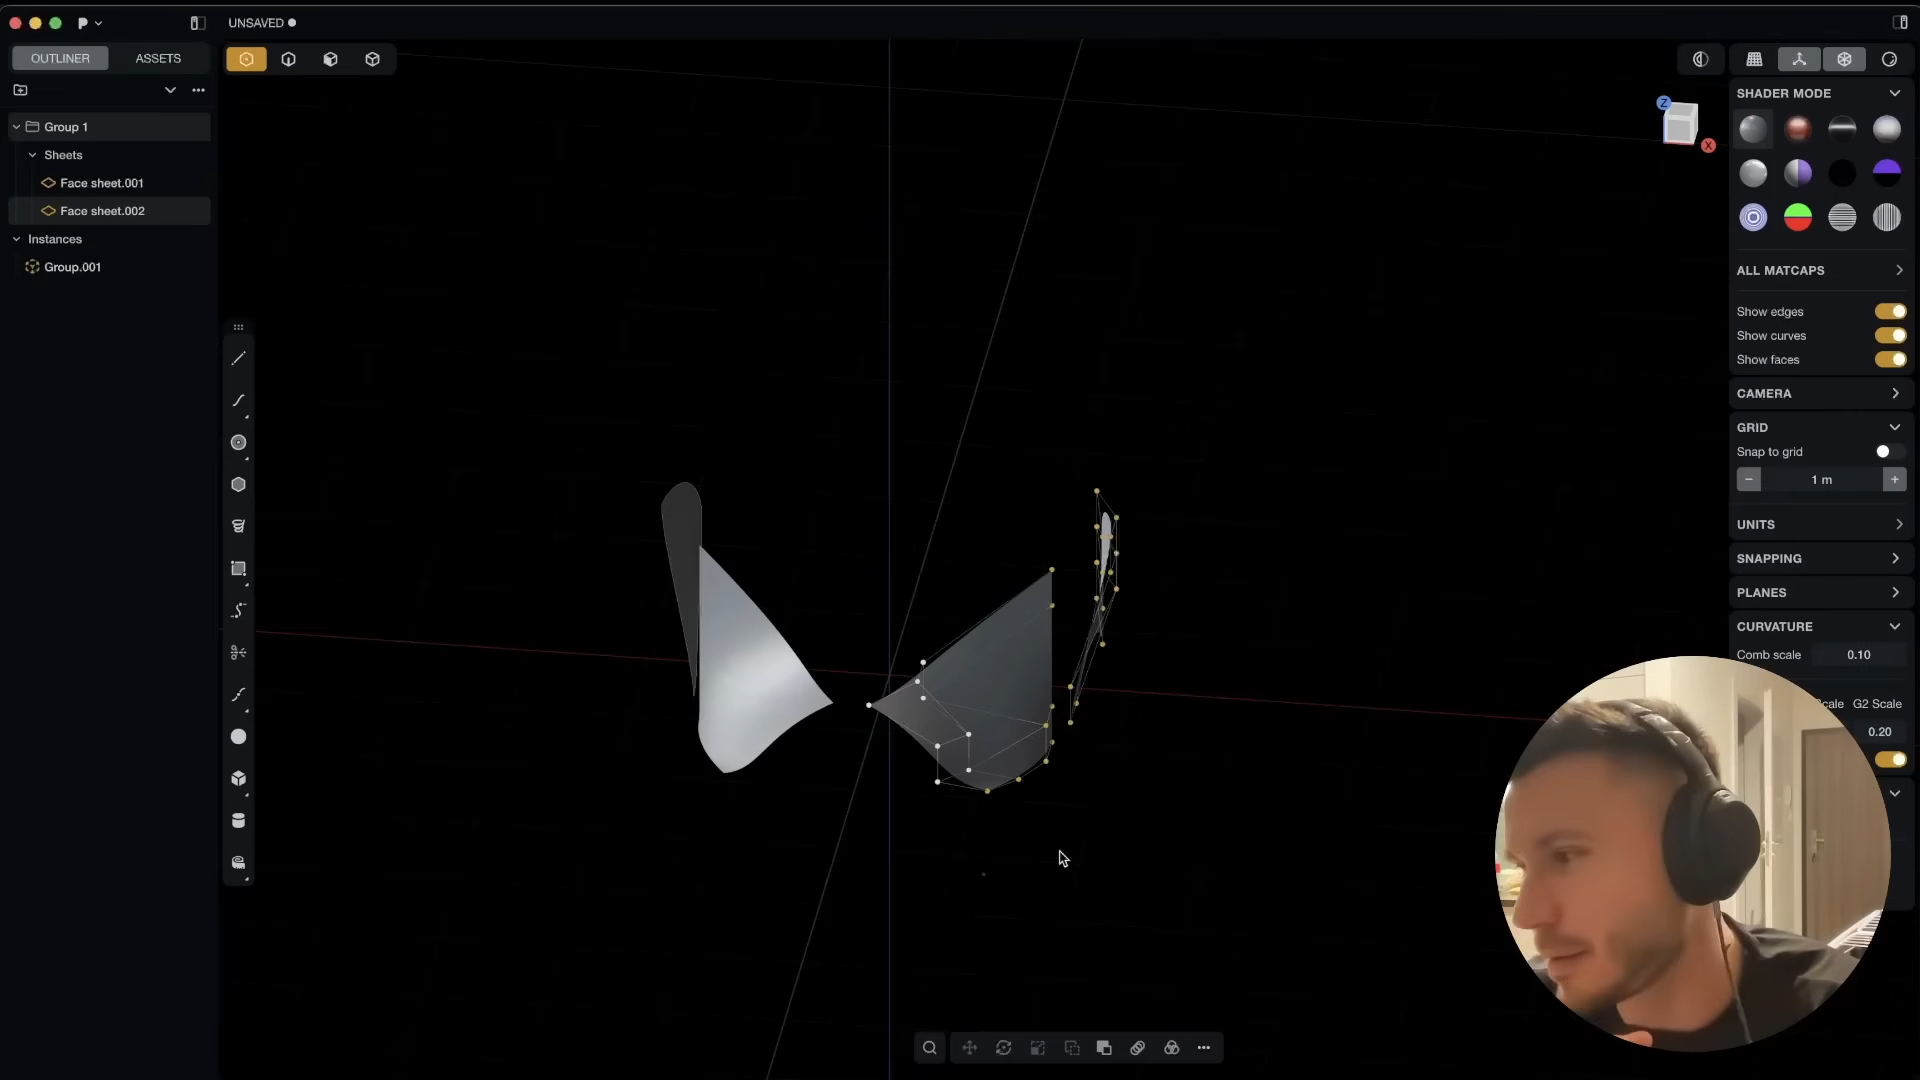 UNSAVED
OUTLINER
ASSETS
Group 1
Sheets
Face sheet.001
Face sheet.002
Instances
Group.001
Z
X
SHADER MODE
ALL MATCAPS
Show edges
Show curves
Show faces
CAMERA
GRID
Snap to grid
− 1 m +
UNITS
SNAPPING
PLANES
CURVATURE
Comb scale 0.10
G2 Scale
0.20